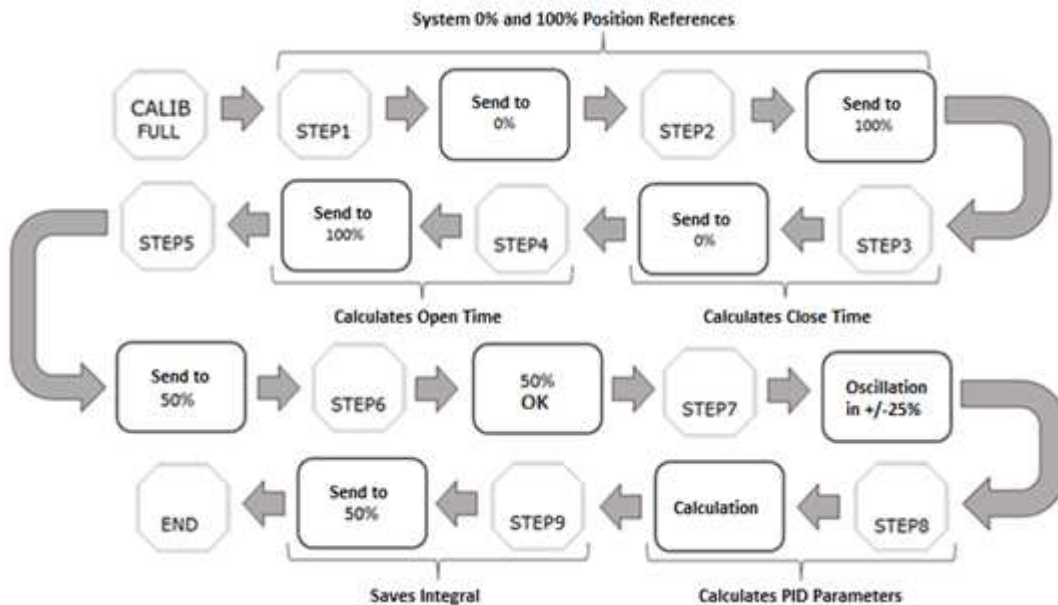 System 0% and 100% Position References
CALIB
FULL
STEP1
Send to
0%
STEP2
Send to
100%
STEP3
Send to
0%
STEP4
Send to
100%
STEP5
Calculates Open Time
Calculates Close Time
Send to
50%
STEP6
50%
OK
STEP7
Oscillation
in +/-25%
STEP8
Calculation
STEP9
Send to
50%
END
Saves Integral
Calculates PID Parameters